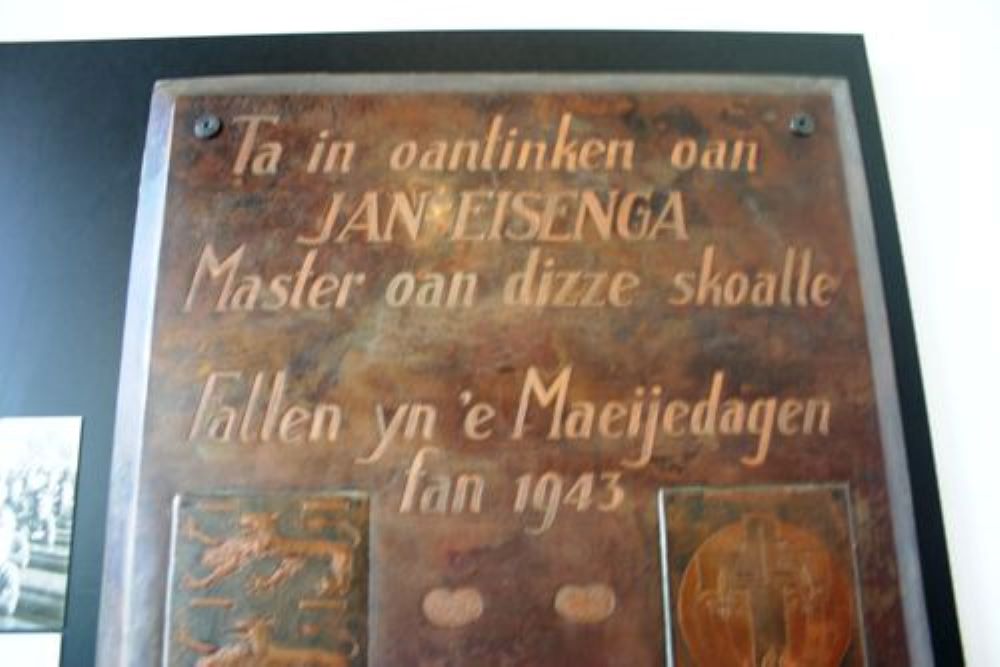 Ta in oantinken oan
JAN EISENGA
Master oan dizze skoalle
Fallen yn 'e Maeijedagen
fan 1943